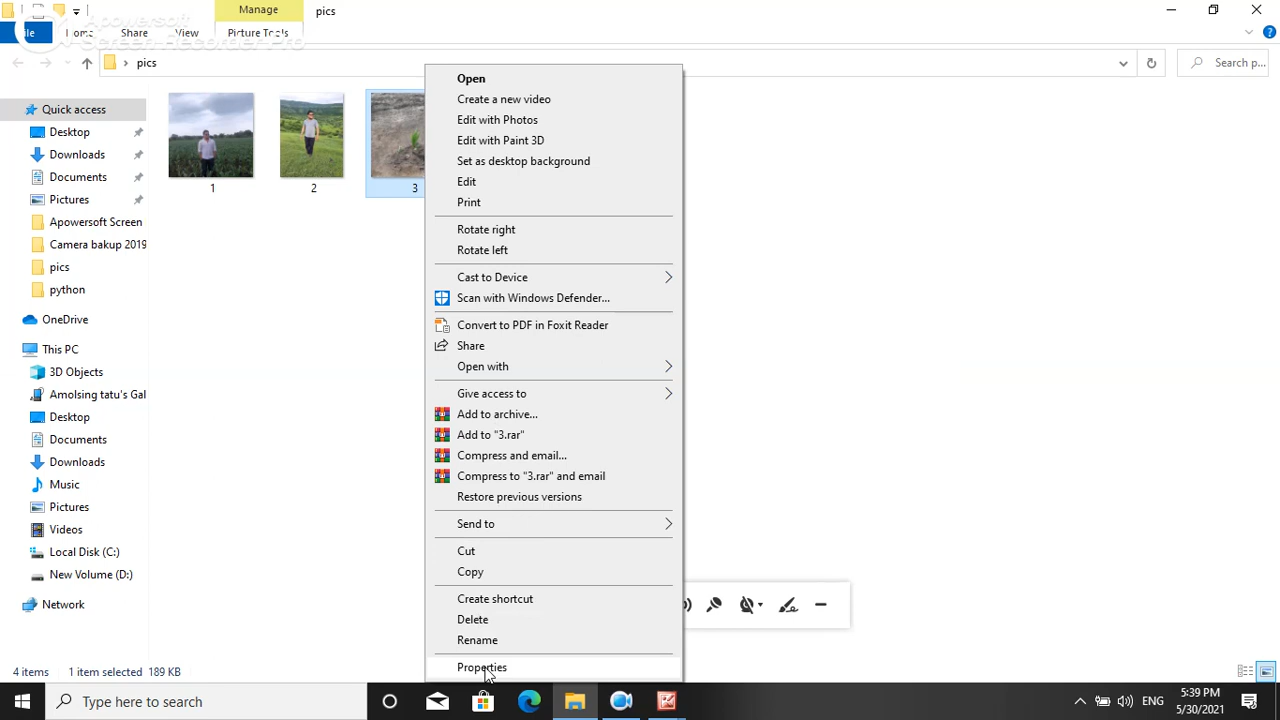 Manage
pics
File
Home
Share
View
Picture Tools
Apowersoft
Screen Recorder Pro
pics
Search p...
Quick access
Desktop
Downloads
Documents
Pictures
Apowersoft Screen
Camera bakup 2019
pics
python
OneDrive
This PC
3D Objects
Amolsing tatu's Gal
Desktop
Documents
Downloads
Music
Pictures
Videos
Local Disk (C:)
New Volume (D:)
Network
1
2
3
Open
Create a new video
Edit with Photos
Edit with Paint 3D
Set as desktop background
Edit
Print
Rotate right
Rotate left
Cast to Device
Scan with Windows Defender...
Convert to PDF in Foxit Reader
Share
Open with
Give access to
Add to archive...
Add to "3.rar"
Compress and email...
Compress to "3.rar" and email
Restore previous versions
Send to
Cut
Copy
Create shortcut
Delete
Rename
Properties
4 items 1 item selected 189 KB
Type here to search
ENG
5:39 PM
5/30/2021